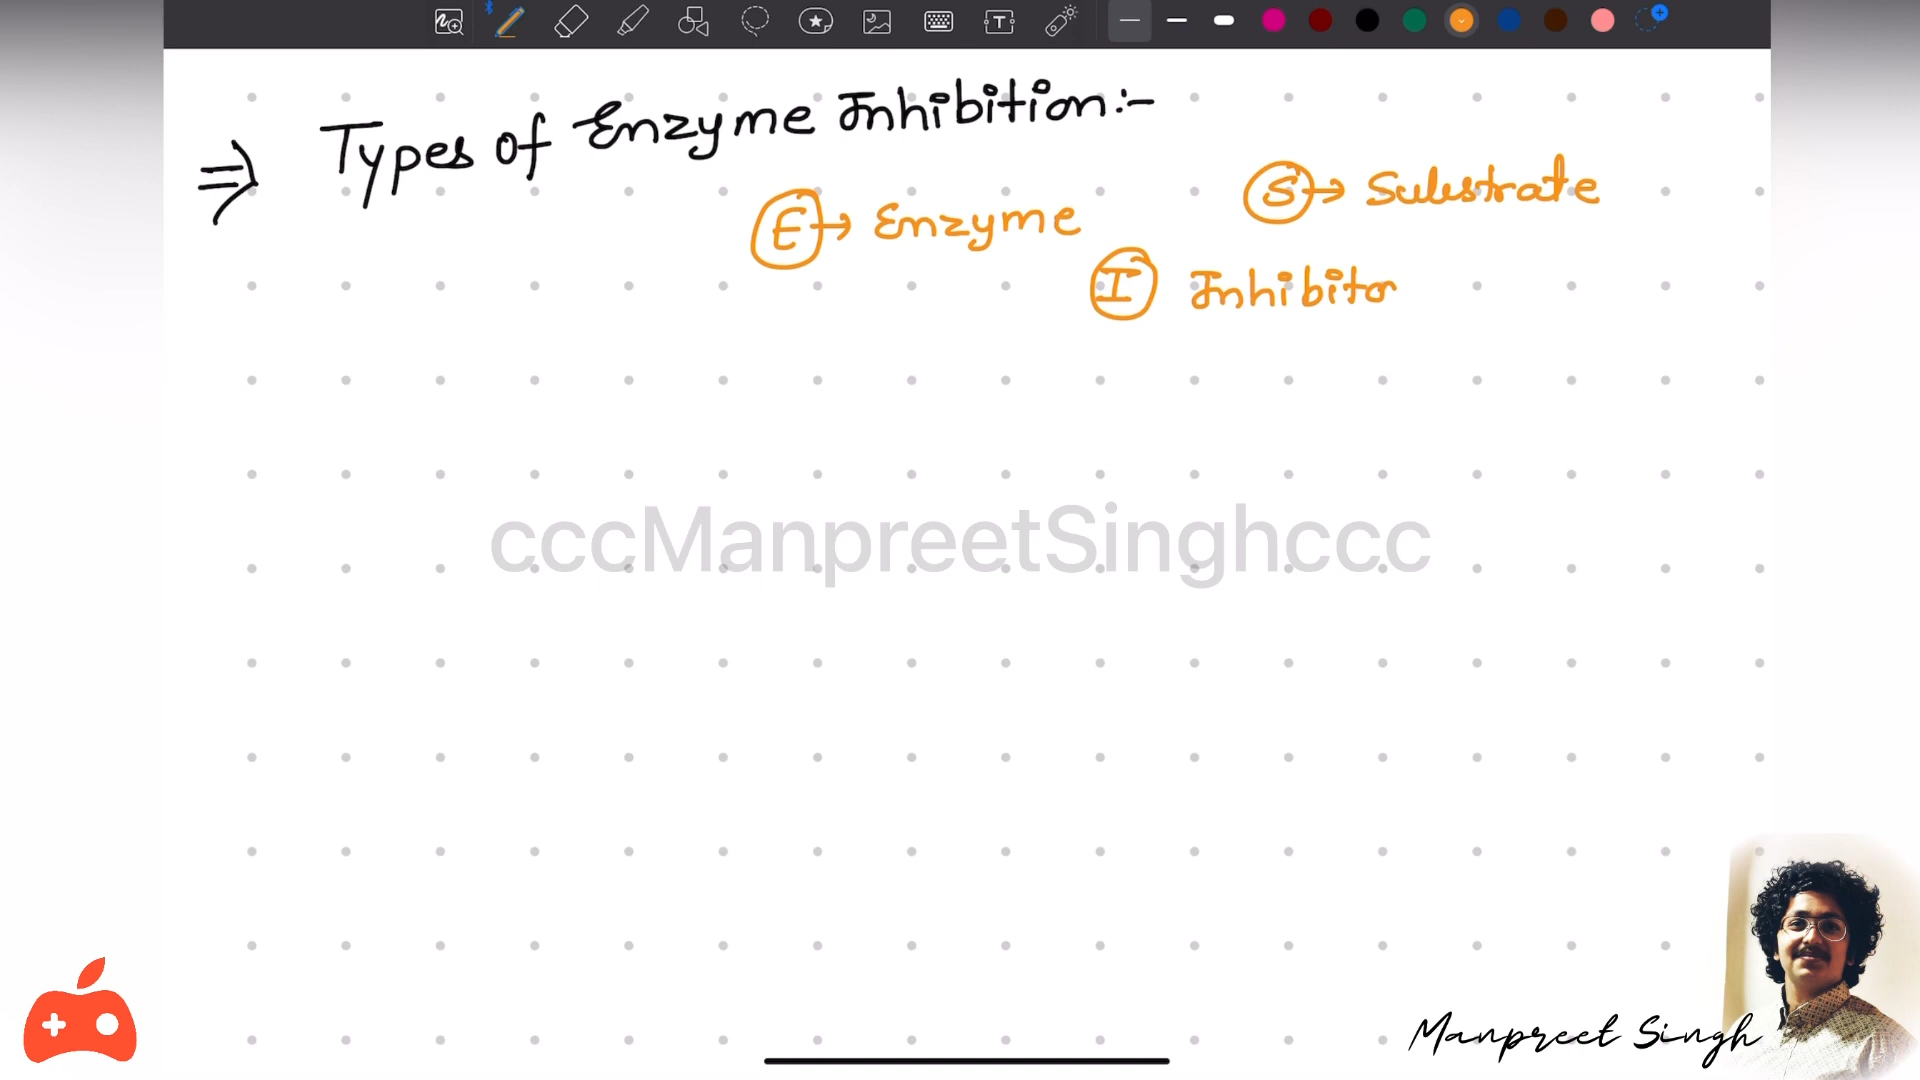 ⇒ Types of Enzyme Inhibition:-
E → Enzyme
S → Substrate
I Inhibitor
cccManpreetSinghccc
Manpreet Singh